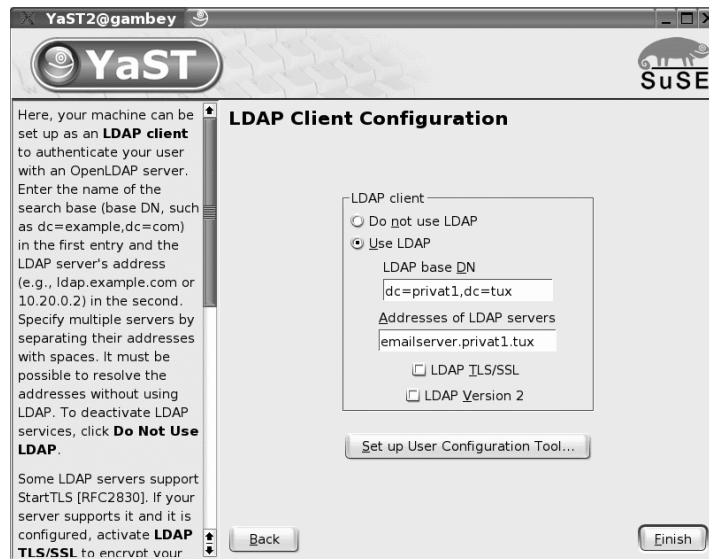 YaST2@gambey
YaST
SuSE
Here, your machine can be
set up as an LDAP client
to authenticate your user
with an OpenLDAP server.
Enter the name of the
search base (base DN, such
as dc=example,dc=com)
in the first entry and the
LDAP server's address
(e.g., ldap.example.com or
10.20.0.2) in the second.
Specify multiple servers by
separating their addresses
with spaces. It must be
possible to resolve the
addresses without using
LDAP. To deactivate LDAP
services, click Do Not Use
LDAP.
Some LDAP servers support
StartTLS [RFC2830]. If your
server supports it and it is
configured, activate LDAP
TLS/SSL to encrypt your
LDAP Client Configuration
LDAP client
Do not use LDAP
Use LDAP
LDAP base DN
dc=privat1,dc=tux
Addresses of LDAP servers
emailserver.privat1.tux
LDAP TLS/SSL
LDAP Version 2
Set up User Configuration Tool...
Back
Finish